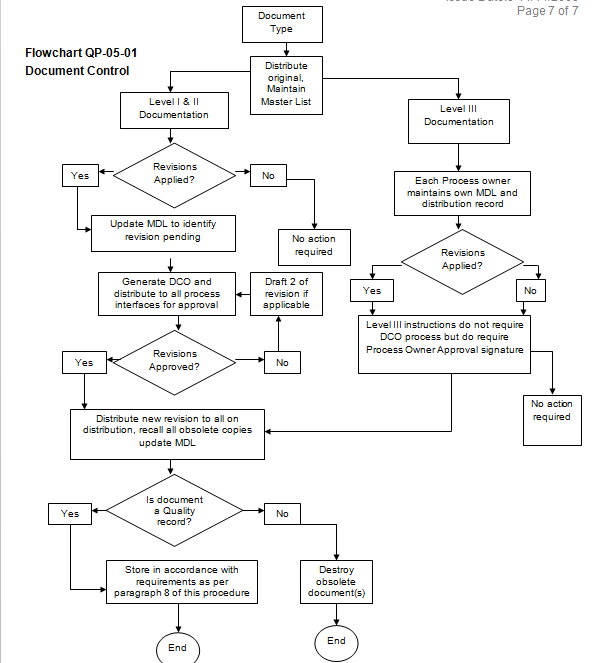 Page 7 of 7
Document
Type
Flowchart QP-05-01
Document Control
Distribute
original,
Maintain
Master List
Level I & II
Documentation
Level III
Documentation
Yes
Revisions
Applied?
No
Each Process owner
maintains own MDL and
distribution record
Update MDL to identify
revision pending
No action
required
Revisions
Applied?
Generate DCO and
distribute to all process
interfaces for approval
Draft 2 of
revision if
applicable
Yes
No
Level III instructions do not require
DCO process but do require
Process Owner Approval signature
Yes
Revisions
Approved?
No
No action
required
Distribute new revision to all on
distribution, recall all obsolete copies
update MDL
Yes
Is document
a Quality
record?
No
Store in accordance with
requirements as per
paragraph 8 of this procedure
Destroy
obsolete
document(s)
End
End